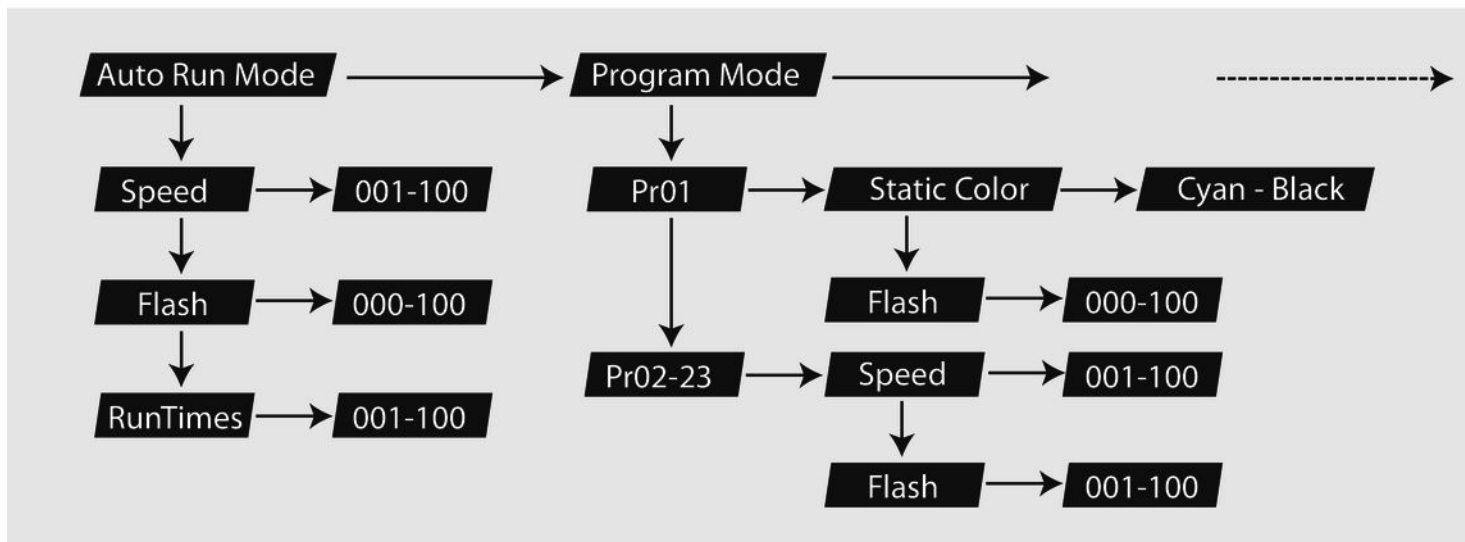 Auto Run Mode
Program Mode
Speed
001-100
Flash
000-100
RunTimes
001-100
Pr01
Static Color
Cyan - Black
Flash
000-100
Pr02-23
Speed
001-100
Flash
001-100